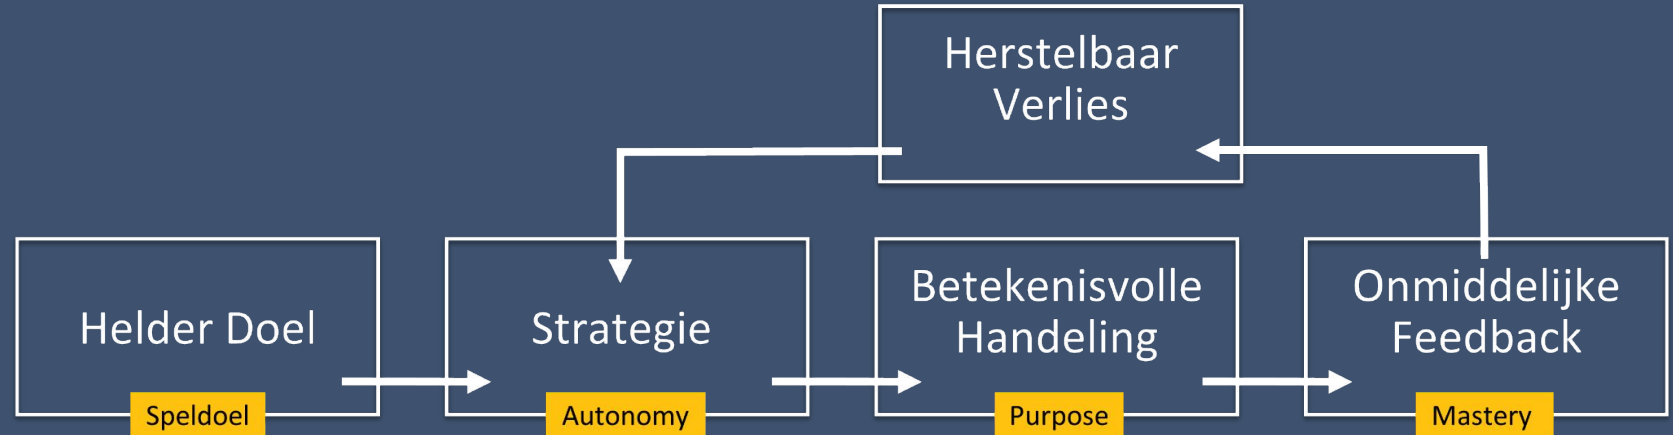 Herstelbaar
Verlies
Helder Doel
Speldoel
Strategie
Autonomy
Betekenisvolle
Handeling
Purpose
Onmiddelijke
Feedback
Mastery